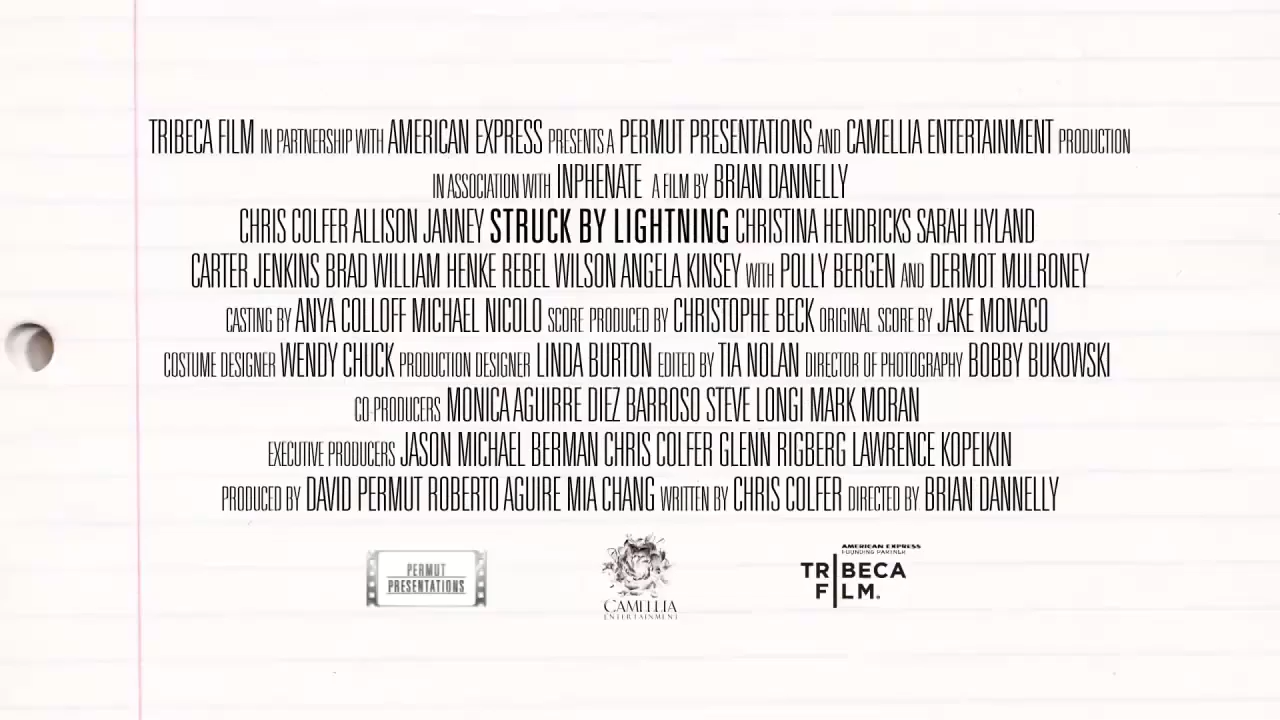 TRIBECA FILM IN PARTNERSHIP WITH AMERICAN EXPRESS PRESENTS A PERMUT PRESENTATIONS AND CAMELLIA ENTERTAINMENT PRODUCTION
IN ASSOCIATION WITH INPHENATE A FILM BY BRIAN DANNELLY
CHRIS COLFER ALLISON JANNEY STRUCK BY LIGHTNING CHRISTINA HENDRICKS SARAH HYLAND
CARTER JENKINS BRAD WILLIAM HENKE REBEL WILSON ANGELA KINSEY WITH POLLY BERGEN AND DERMOT MULRONEY
CASTING BY ANYA COLLOFF MICHAEL NICOLO SCORE PRODUCED BY CHRISTOPHE BECK ORIGINAL SCORE BY JAKE MONACO
COSTUME DESIGNER WENDY CHUCK PRODUCTION DESIGNER LINDA BURTON EDITED BY TIA NOLAN DIRECTOR OF PHOTOGRAPHY BOBBY BUKOWSKI
CO-PRODUCERS MONICA AGUIRRE DIEZ BARROSO STEVE LONGI MARK MORAN
EXECUTIVE PRODUCERS JASON MICHAEL BERMAN CHRIS COLFER GLENN RIGBERG LAWRENCE KOPEIKIN
PRODUCED BY DAVID PERMUT ROBERTO AGUIRE MIA CHANG WRITTEN BY CHRIS COLFER DIRECTED BY BRIAN DANNELLY
PERMUT
PRESENTATIONS
CAMELLIA
ENTERTAINMENT
AMERICAN EXPRESS
FOUNDING PARTNER
TRIBECA
FILM.